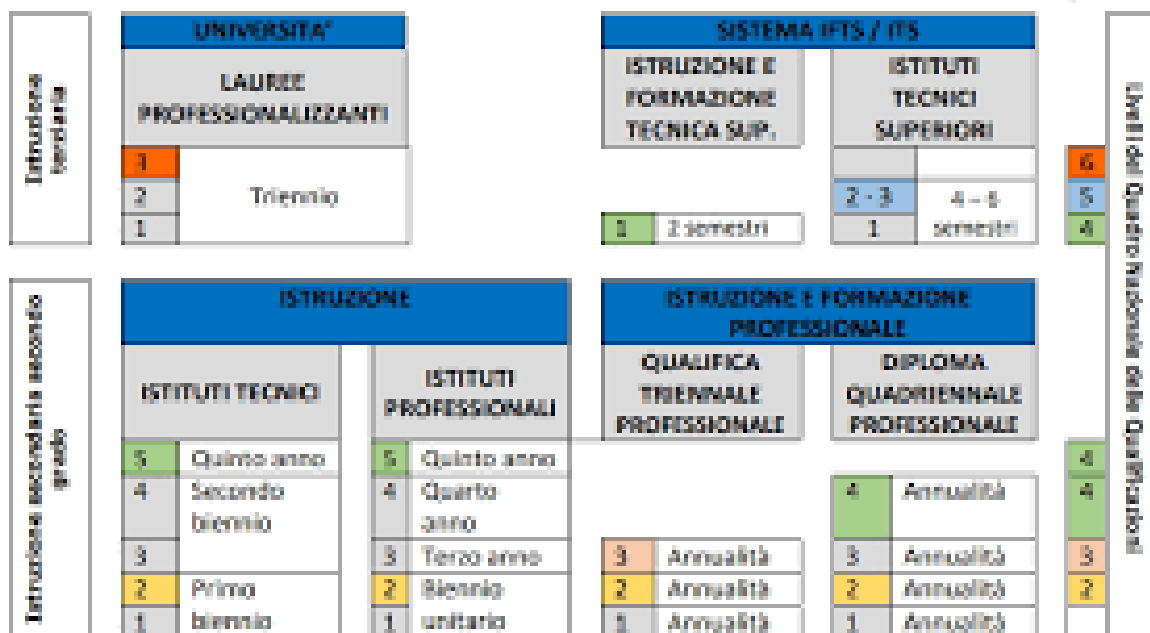 Istruzione
terziaria
UNIVERSITA'
LAUREE
PROFESSIONALIZZANTI
3
2
Triennio
1
SISTEMA IFTS / ITS
ISTRUZIONE E
FORMAZIONE
TECNICA SUP.
1
2 semestri
ISTITUTI
TECNICI
SUPERIORI
2 - 3
1
4 – 6
semestri
6
5
4
Livelli del Quadro Nazionale delle Qualificazioni
Istruzione secondaria secondo
grado
ISTRUZIONE
ISTITUTI TECNICI
5
Quinto anno
4
Secondo
biennio
3
2
Primo
1
biennio
ISTITUTI
PROFESSIONALI
5
Quinto anno
4
Quarto
anno
3
Terzo anno
2
Biennio
1
unitario
ISTRUZIONE E FORMAZIONE
PROFESSIONALE
QUALIFICA
TRIENNALE
PROFESSIONALE
3
Annualità
2
Annualità
1
Annualità
DIPLOMA
QUADRIENNALE
PROFESSIONALE
4
Annualità
3
Annualità
2
Annualità
1
Annualità
4
4
3
2